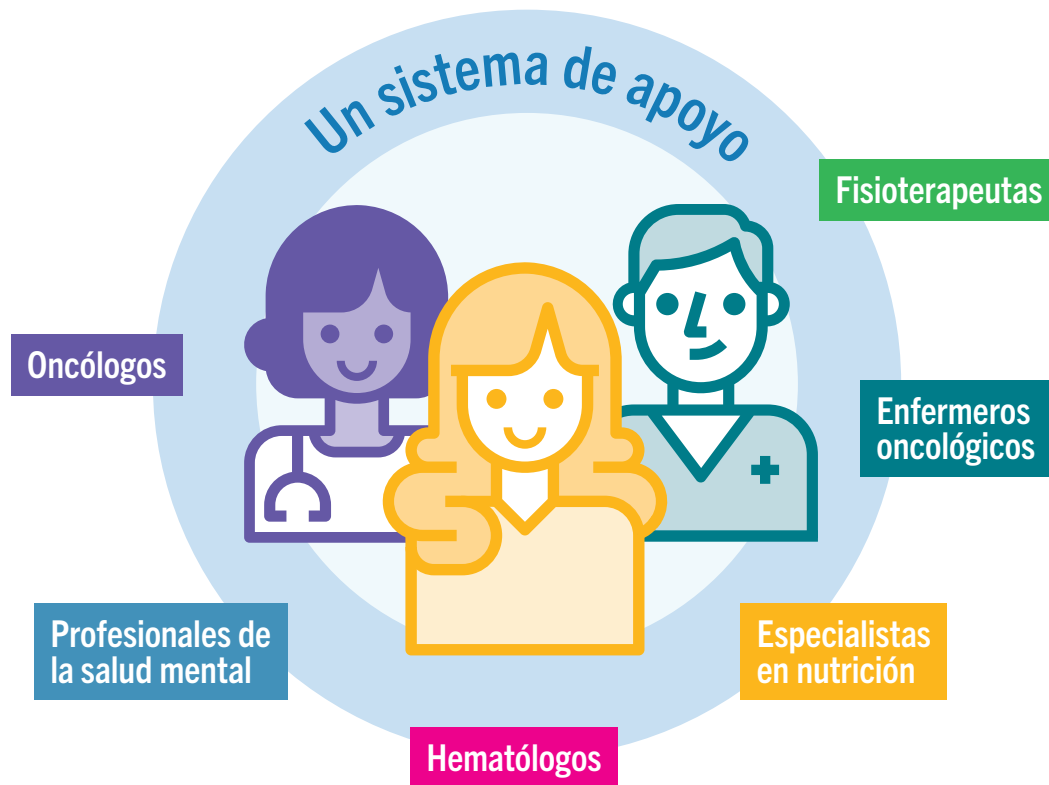 Un sistema de apoyo
Fisioterapeutas
Oncólogos
Enfermeros
oncológicos
Profesionales de
la salud mental
Especialistas
en nutrición
Hematólogos